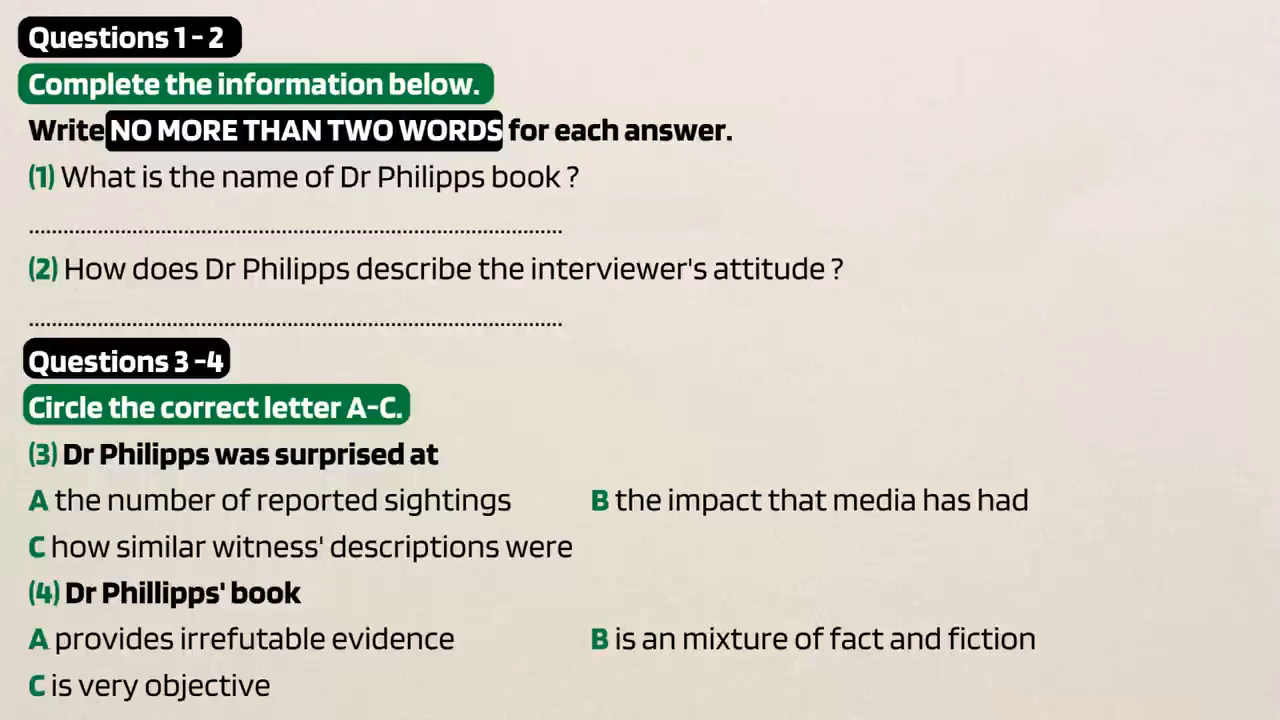 Questions 1 - 2
Complete the information below.
Write NO MORE THAN TWO WORDS for each answer.
(1) What is the name of Dr Philipps book ?
..............................................................................................
(2) How does Dr Philipps describe the interviewer's attitude ?
..............................................................................................
Questions 3 -4
Circle the correct letter A-C.
(3) Dr Philipps was surprised at
A the number of reported sightings B the impact that media has had
C how similar witness' descriptions were
(4) Dr Phillipps' book
A provides irrefutable evidence B is an mixture of fact and fiction
C is very objective